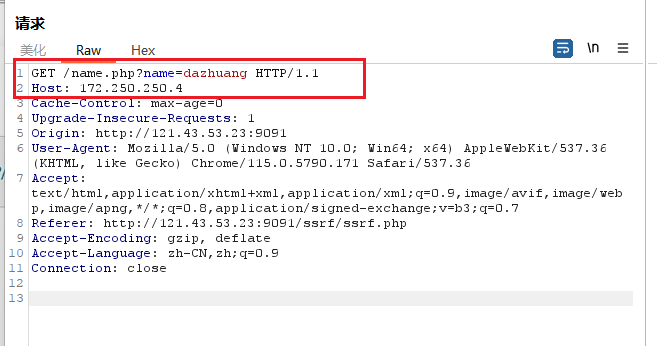 请求
美化 Raw Hex \n
1 GET /name.php?name=dazhuang HTTP/1.1
2 Host: 172.250.250.4
3 Cache-Control: max-age=0
4 Upgrade-Insecure-Requests: 1
5 Origin: http://121.43.53.23:9091
6 User-Agent: Mozilla/5.0 (Windows NT 10.0; Win64; x64) AppleWebKit/537.36
(KHTML, like Gecko) Chrome/115.0.5790.171 Safari/537.36
7 Accept:
text/html,application/xhtml+xml,application/xml;q=0.9,image/avif,image/web
p,image/apng,*/*;q=0.8,application/signed-exchange;v=b3;q=0.7
8 Referer: http://121.43.53.23:9091/ssrf/ssrf.php
9 Accept-Encoding: gzip, deflate
10 Accept-Language: zh-CN,zh;q=0.9
11 Connection: close
12
13